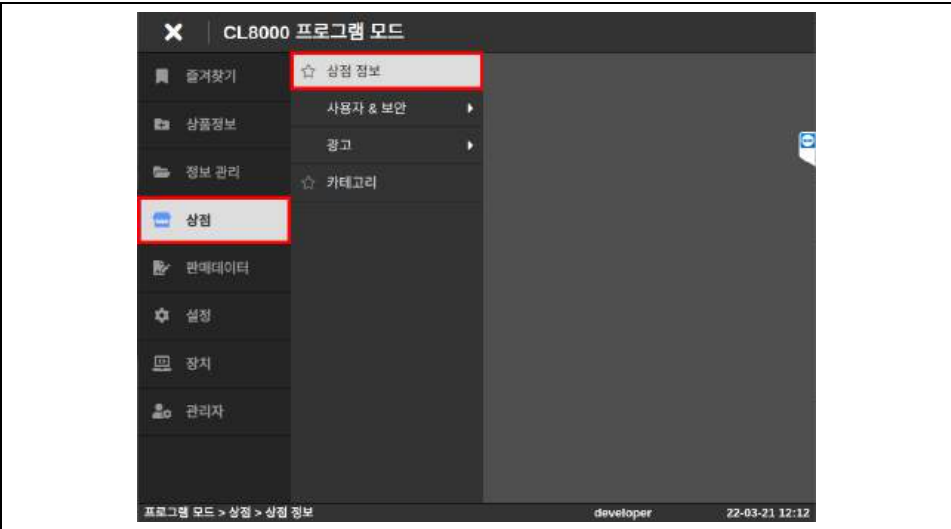 CL8000 프로그램 모드
즐겨찾기
상품정보
정보 관리
상점
판매데이터
설정
장치
관리자
상점 정보
사용자 & 보안
광고
카테고리
프로그램 모드 > 상점 > 상점 정보
developer
22-03-21 12:12